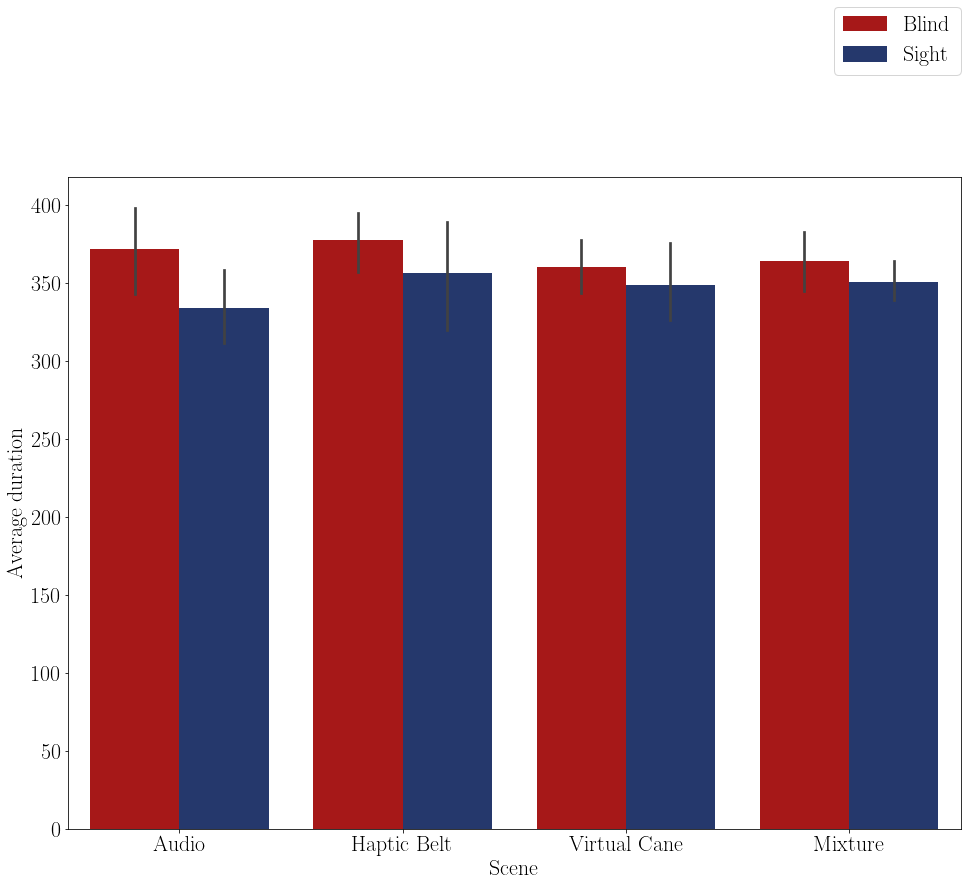 Blind
Sight
400
350
300
250
200
150
100
50
0
Average duration
Audio
Haptic Belt
Virtual Cane
Mixture
Scene